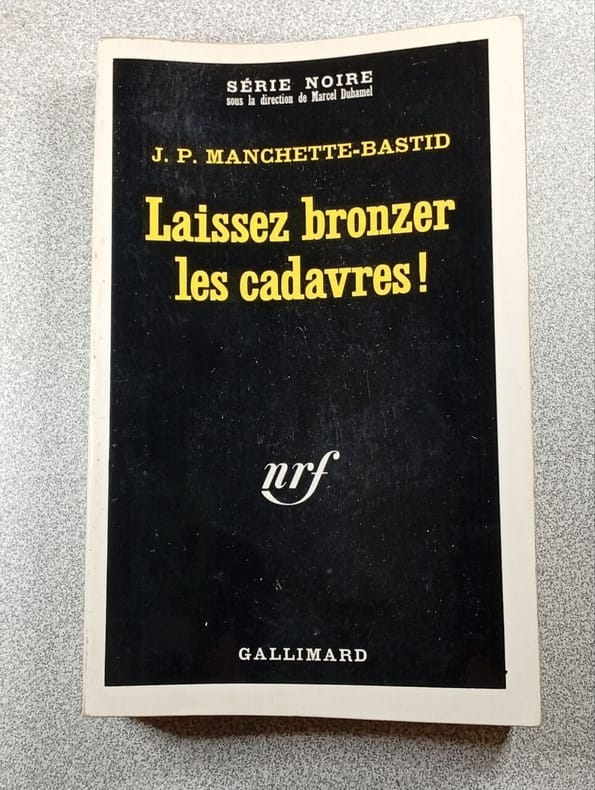 SÉRIE NOIRE
sous la direction de Marcel Duhamel
J. P. MANCHETTE-BASTID
Laissez bronzer
les cadavres!
nrf
GALLIMARD